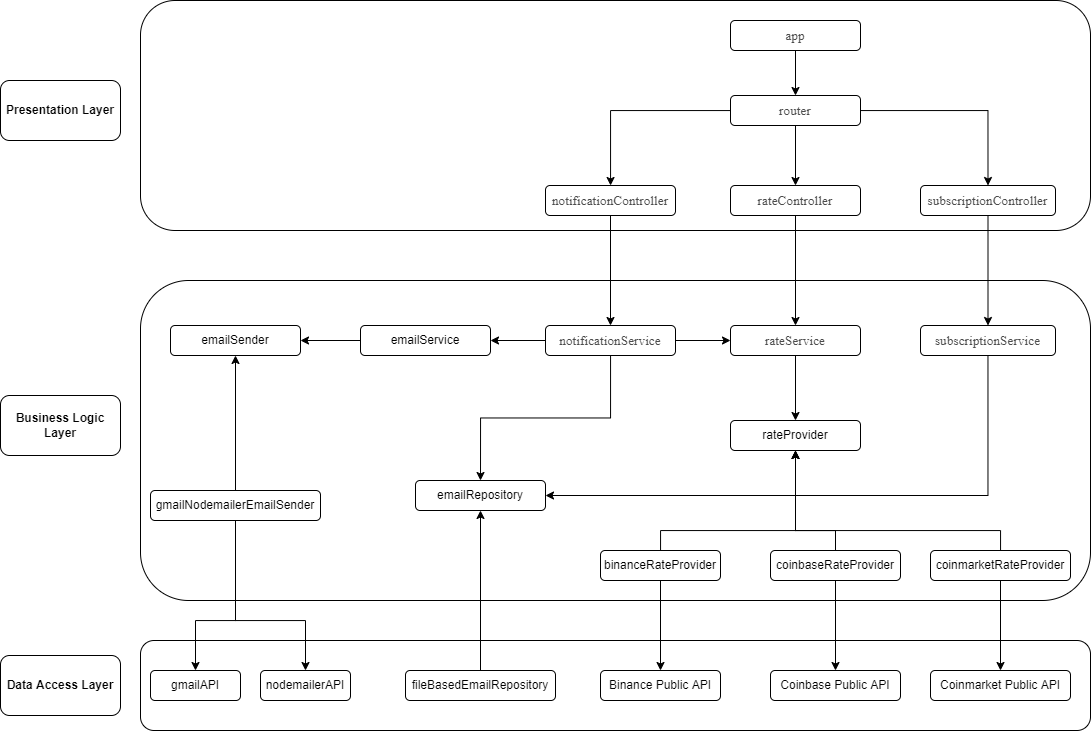 app
Presentation Layer
router
notificationController
rateController
subscriptionController
emailSender
emailService
notificationService
rateService
subscriptionService
Business Logic
Layer
rateProvider
emailRepository
gmailNodemailerEmailSender
binanceRateProvider
coinbaseRateProvider
coinmarketRateProvider
Data Access Layer
gmailAPI
nodemailerAPI
fileBasedEmailRepository
Binance Public API
Coinbase Public API
Coinmarket Public API